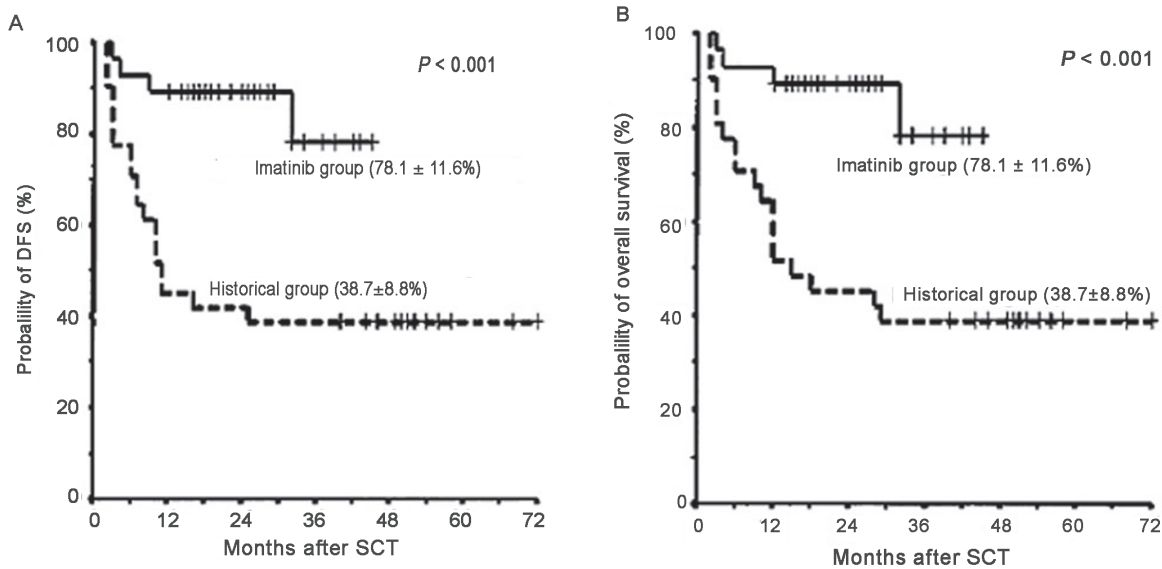 A
Probalility of DFS (%)
100
80
60
40
20
0
P < 0.001
Imatinib group (78.1 ± 11.6%)
Historical group (38.7±8.8%)
0 12 24 36 48 60 72
Months after SCT
B
Probalility of overall survival (%)
100
80
60
40
20
0
P < 0.001
Imatinib group (78.1 ± 11.6%)
Historical group (38.7±8.8%)
0 12 24 36 48 60 72
Months after SCT